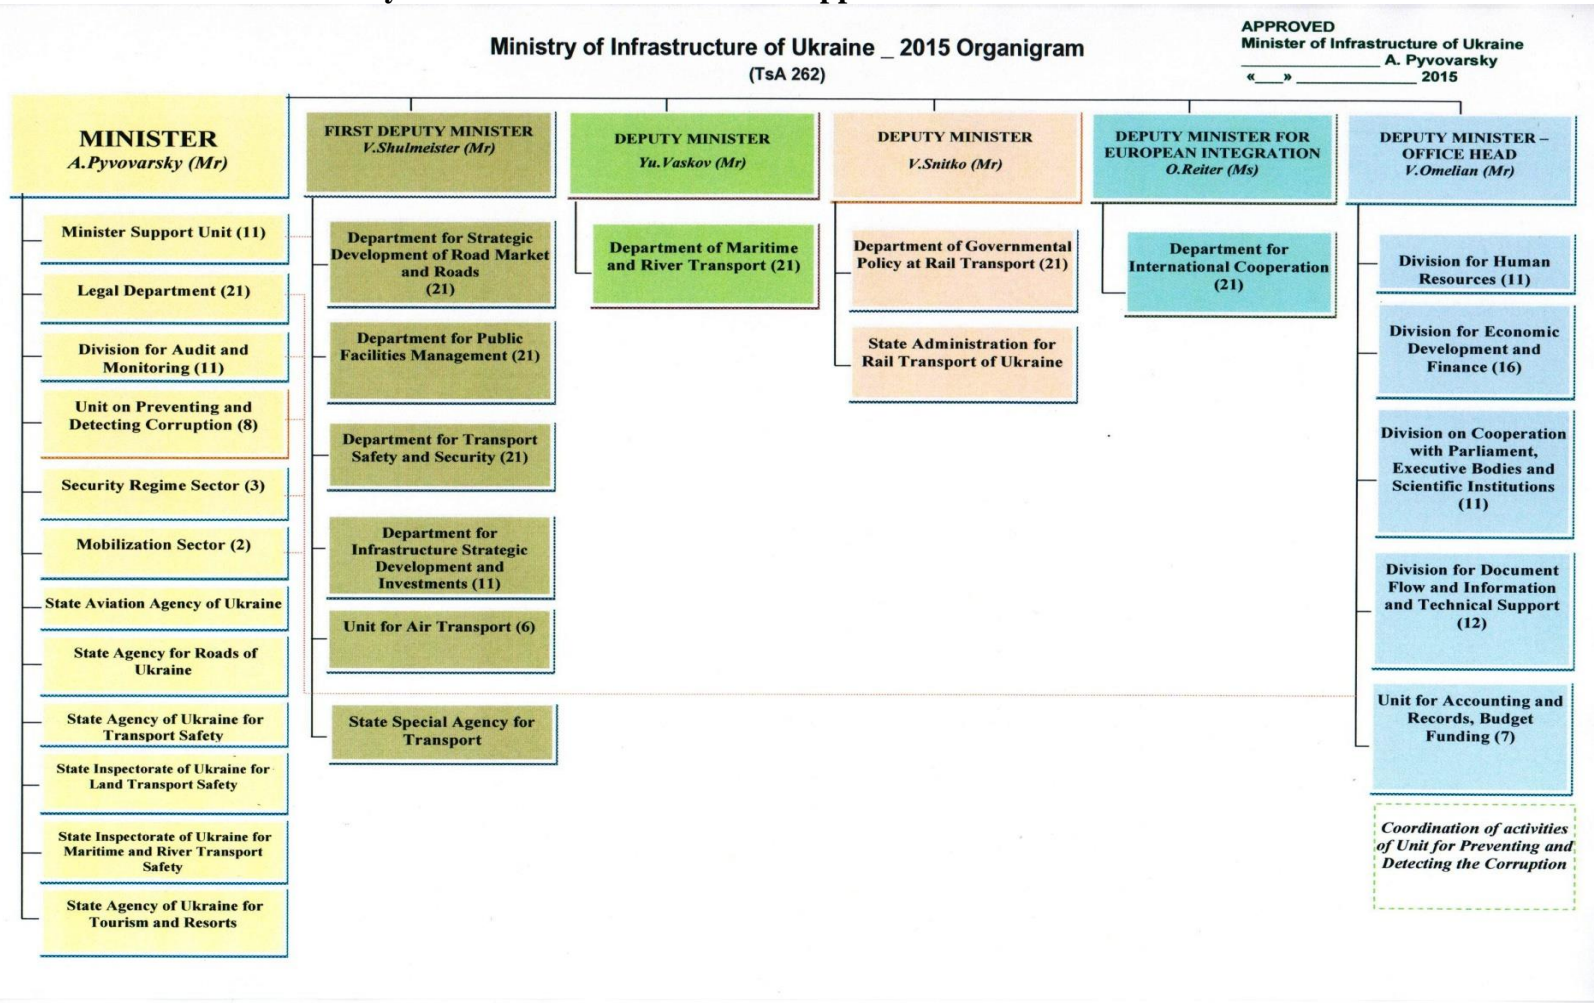 Ministry of Infrastructure of Ukraine _ 2015 Organigram
(TsA 262)
APPROVED
Minister of Infrastructure of Ukraine
____________________ A. Pyvovarsky
«____» _________________ 2015
MINISTER
A.Pyvovarsky (Mr)
Minister Support Unit (11)
Legal Department (21)
Division for Audit and
Monitoring (11)
Unit on Preventing and
Detecting Corruption (8)
Security Regime Sector (3)
Mobilization Sector (2)
State Aviation Agency of Ukraine
State Agency for Roads of
Ukraine
State Agency of Ukraine for
Transport Safety
State Inspectorate of Ukraine for
Land Transport Safety
State Inspectorate of Ukraine for
Maritime and River Transport
Safety
State Agency of Ukraine for
Tourism and Resorts
FIRST DEPUTY MINISTER
V.Shulmeister (Mr)
Department for Strategic
Development of Road Market
and Roads
(21)
Department for Public
Facilities Management (21)
Department for Transport
Safety and Security (21)
Department for
Infrastructure Strategic
Development and
Investments (11)
Unit for Air Transport (6)
State Special Agency for
Transport
DEPUTY MINISTER
Yu.Vaskov (Mr)
Department of Maritime
and River Transport (21)
DEPUTY MINISTER
V.Snitko (Mr)
Department of Governmental
Policy at Rail Transport (21)
State Administration for
Rail Transport of Ukraine
DEPUTY MINISTER FOR
EUROPEAN INTEGRATION
O.Reiter (Ms)
Department for
International Cooperation
(21)
DEPUTY MINISTER –
OFFICE HEAD
V.Omelian (Mr)
Division for Human
Resources (11)
Division for Economic
Development and
Finance (16)
Division on Cooperation
with Parliament,
Executive Bodies and
Scientific Institutions
(11)
Division for Document
Flow and Information
and Technical Support
(12)
Unit for Accounting and
Records, Budget
Funding (7)
Coordination of activities
of Unit for Preventing and
Detecting the Corruption